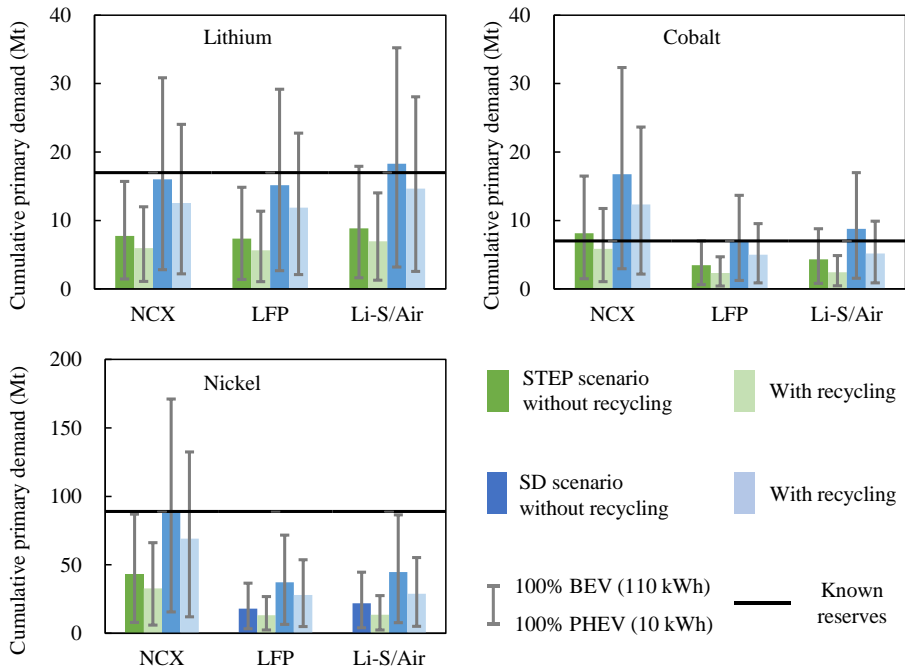 Cumulative primary demand (Mt)
40
30
20
10
0
Lithium
NCX
LFP
Li-S/Air
Cumulative primary demand (Mt)
40
30
20
10
0
Cobalt
NCX
LFP
Li-S/Air
Cumulative primary demand (Mt)
200
150
100
50
0
Nickel
NCX
LFP
Li-S/Air
STEP scenario
without recycling
With recycling
SD scenario
without recycling
With recycling
100% BEV (110 kWh)
100% PHEV (10 kWh)
Known
reserves